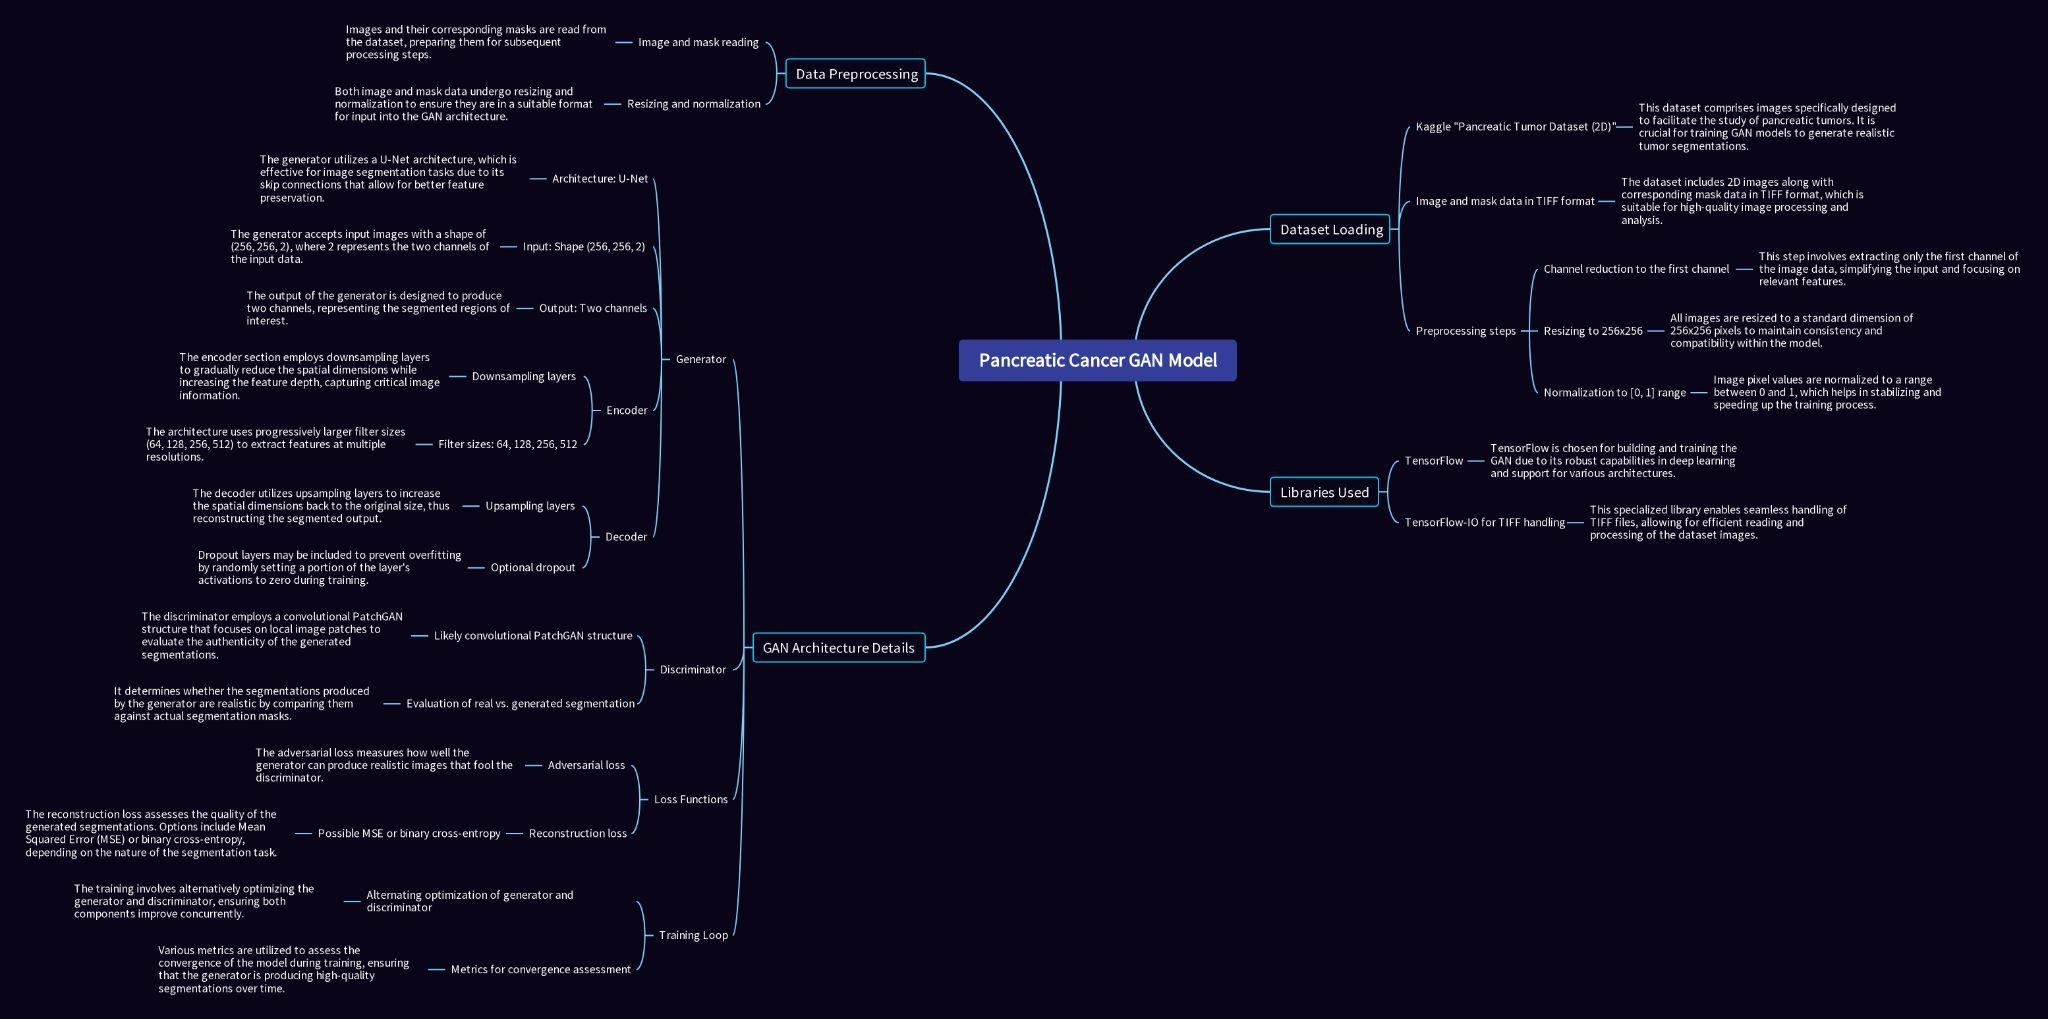 Pancreatic Cancer GAN Model
Data Preprocessing
Image and mask reading
Images and their corresponding masks are read from
the dataset, preparing them for subsequent
processing steps.
Resizing and normalization
Both image and mask data undergo resizing and
normalization to ensure they are in a suitable format
for input into the GAN architecture.
GAN Architecture Details
Generator
Architecture: U-Net
The generator utilizes a U-Net architecture, which is
effective for image segmentation tasks due to its
skip connections that allow for better feature
preservation.
Input: Shape (256, 256, 2)
The generator accepts input images with a shape of
(256, 256, 2), where 2 represents the two channels of
the input data.
Output: Two channels
The output of the generator is designed to produce
two channels, representing the segmented regions of
interest.
Encoder
Downsampling layers
The encoder section employs downsampling layers
to gradually reduce the spatial dimensions while
increasing the feature depth, capturing critical image
information.
Filter sizes: 64, 128, 256, 512
The architecture uses progressively larger filter sizes
(64, 128, 256, 512) to extract features at multiple
resolutions.
Decoder
Upsampling layers
The decoder utilizes upsampling layers to increase
the spatial dimensions back to the original size, thus
reconstructing the segmented output.
Optional dropout
Dropout layers may be included to prevent overfitting
by randomly setting a portion of the layer's
activations to zero during training.
Discriminator
Likely convolutional PatchGAN structure
The discriminator employs a convolutional PatchGAN
structure that focuses on local image patches to
evaluate the authenticity of the generated
segmentations.
Evaluation of real vs. generated segmentation
It determines whether the segmentations produced
by the generator are realistic by comparing them
against actual segmentation masks.
Loss Functions
Adversarial loss
The adversarial loss measures how well the
generator can produce realistic images that fool the
discriminator.
Reconstruction loss
Possible MSE or binary cross-entropy
The reconstruction loss assesses the quality of the
generated segmentations. Options include Mean
Squared Error (MSE) or binary cross-entropy,
depending on the nature of the segmentation task.
Training Loop
Alternating optimization of generator and
discriminator
The training involves alternatively optimizing the
generator and discriminator, ensuring both
components improve concurrently.
Metrics for convergence assessment
Various metrics are utilized to assess the
convergence of the model during training, ensuring
that the generator is producing high-quality
segmentations over time.
Dataset Loading
Kaggle "Pancreatic Tumor Dataset (2D)"
This dataset comprises images specifically designed
to facilitate the study of pancreatic tumors. It is
crucial for training GAN models to generate realistic
tumor segmentations.
Image and mask data in TIFF format
The dataset includes 2D images along with
corresponding mask data in TIFF format, which is
suitable for high-quality image processing and
analysis.
Preprocessing steps
Channel reduction to the first channel
This step involves extracting only the first channel of
the image data, simplifying the input and focusing on
relevant features.
Resizing to 256x256
All images are resized to a standard dimension of
256x256 pixels to maintain consistency and
compatibility within the model.
Normalization to [0, 1] range
Image pixel values are normalized to a range
between 0 and 1, which helps in stabilizing and
speeding up the training process.
Libraries Used
TensorFlow
TensorFlow is chosen for building and training the
GAN due to its robust capabilities in deep learning
and support for various architectures.
TensorFlow-IO for TIFF handling
This specialized library enables seamless handling of
TIFF files, allowing for efficient reading and
processing of the dataset images.